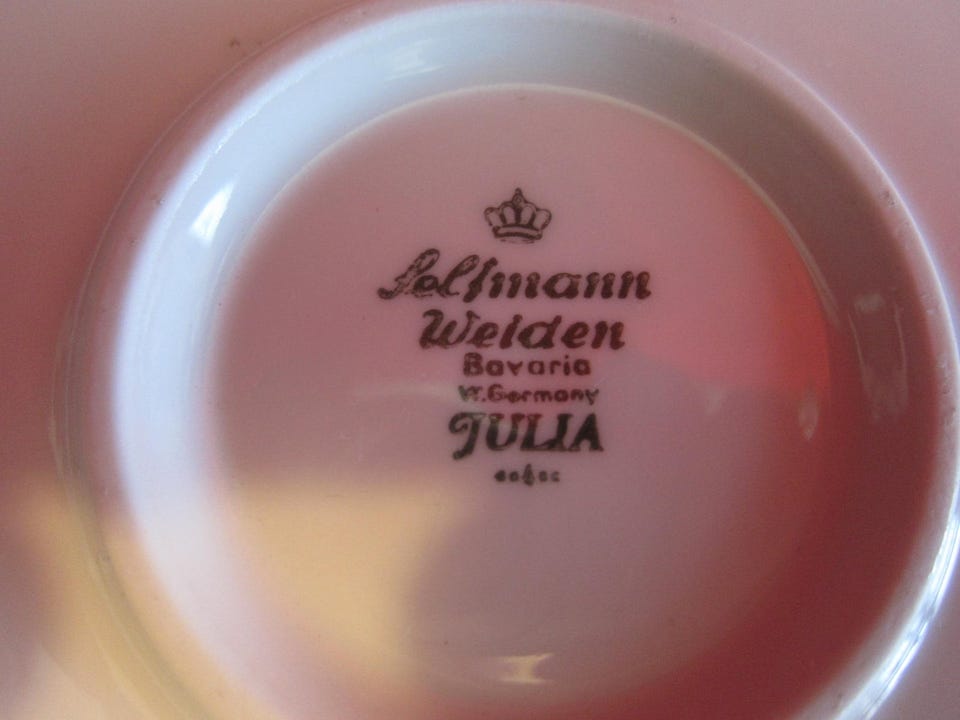 Seltmann
Weiden
Bavaria
W.Germany
JULIA